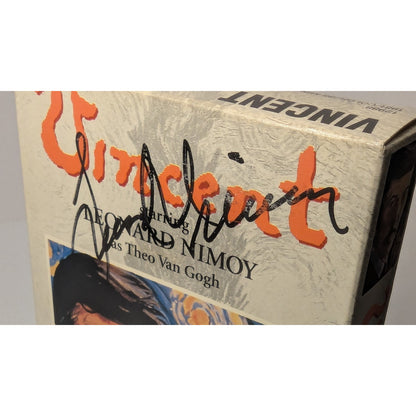 VINCENT
Vincent
starring
LEONARD NIMOY
as Theo Van Gogh